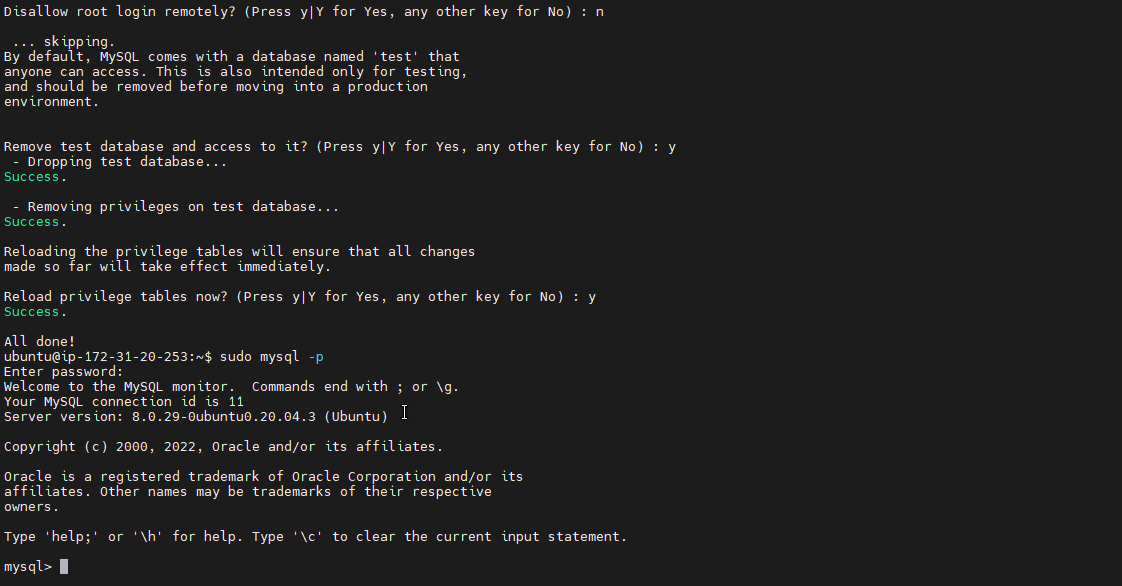 Disallow root login remotely? (Press y|Y for Yes, any other key for No) : n
 ... skipping.
By default, MySQL comes with a database named 'test' that
anyone can access. This is also intended only for testing,
and should be removed before moving into a production
environment.
Remove test database and access to it? (Press y|Y for Yes, any other key for No) : y
 - Dropping test database...
Success.
 - Removing privileges on test database...
Success.
Reloading the privilege tables will ensure that all changes
made so far will take effect immediately.
Reload privilege tables now? (Press y|Y for Yes, any other key for No) : y
Success.
All done!
ubuntu@ip-172-31-20-253:~$ sudo mysql -p
Enter password:
Welcome to the MySQL monitor.  Commands end with ; or \g.
Your MySQL connection id is 11
Server version: 8.0.29-0ubuntu0.20.04.3 (Ubuntu)
Copyright (c) 2000, 2022, Oracle and/or its affiliates.
Oracle is a registered trademark of Oracle Corporation and/or its
affiliates. Other names may be trademarks of their respective
owners.
Type 'help;' or '\h' for help. Type '\c' to clear the current input statement.
mysql>